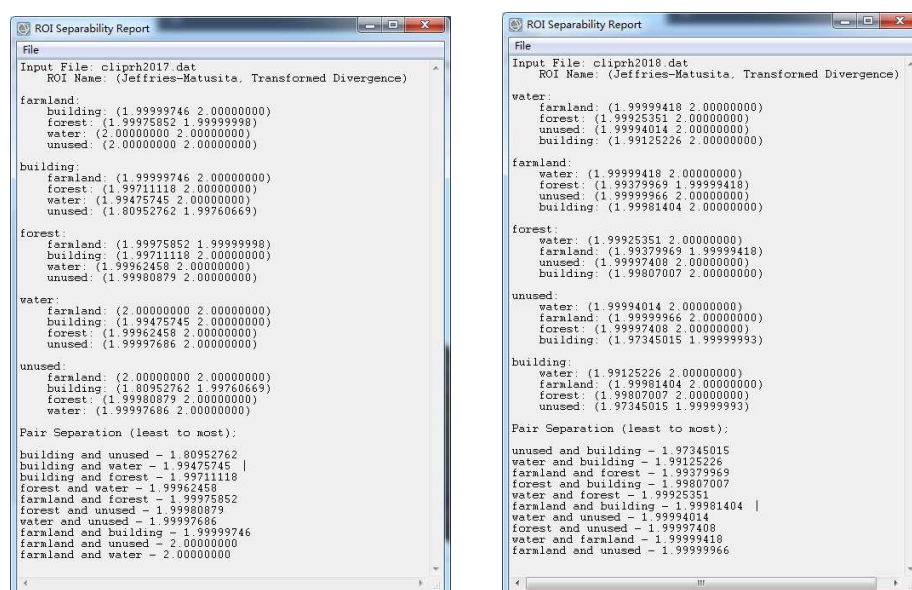 ROI Separability Report
File
Input File: cliprh2017.dat
ROI Name: (Jeffries-Matusita, Transformed Divergence)
farmland:
building: (1.99999746 2.00000000)
forest: (1.99975852 1.99999998)
water: (2.00000000 2.00000000)
unused: (2.00000000 2.00000000)
building:
farmland: (1.99999746 2.00000000)
forest: (1.99711118 2.00000000)
water: (1.99475745 2.00000000)
unused: (1.80952762 1.99760669)
forest:
farmland: (1.99975852 1.99999998)
building: (1.99711118 2.00000000)
water: (1.99962458 2.00000000)
unused: (1.99980879 2.00000000)
water:
farmland: (2.00000000 2.00000000)
building: (1.99475745 2.00000000)
forest: (1.99962458 2.00000000)
unused: (1.99997686 2.00000000)
unused:
farmland: (2.00000000 2.00000000)
building: (1.80952762 1.99760669)
forest: (1.99980879 2.00000000)
water: (1.99997686 2.00000000)
Pair Separation (least to most);
building and unused - 1.80952762
building and water - 1.99475745
building and forest - 1.99711118
forest and water - 1.99962458
farmland and forest - 1.99975852
forest and unused - 1.99980879
water and unused - 1.99997686
farmland and building - 1.99999746
farmland and unused - 2.00000000
farmland and water - 2.00000000
ROI Separability Report
File
Input File: cliprh2018.dat
ROI Name: (Jeffries-Matusita, Transformed Divergence)
water:
farmland: (1.99999418 2.00000000)
forest: (1.99925351 2.00000000)
unused: (1.99994014 2.00000000)
building: (1.99125226 2.00000000)
farmland:
water: (1.99999418 2.00000000)
forest: (1.99379969 1.99999418)
unused: (1.99999966 2.00000000)
building: (1.99981404 2.00000000)
forest:
water: (1.99925351 2.00000000)
farmland: (1.99379969 1.99999418)
unused: (1.99997408 2.00000000)
building: (1.99807007 2.00000000)
unused:
water: (1.99994014 2.00000000)
farmland: (1.99999966 2.00000000)
forest: (1.99997408 2.00000000)
building: (1.97345015 1.99999993)
building:
water: (1.99125226 2.00000000)
farmland: (1.99981404 2.00000000)
forest: (1.99807007 2.00000000)
unused: (1.97345015 1.99999993)
Pair Separation (least to most);
unused and building - 1.97345015
water and building - 1.99125226
farmland and forest - 1.99379969
forest and building - 1.99807007
water and forest - 1.99925351
farmland and building - 1.99981404
water and unused - 1.99994014
forest and unused - 1.99997408
water and farmland - 1.99999418
farmland and unused - 1.99999966